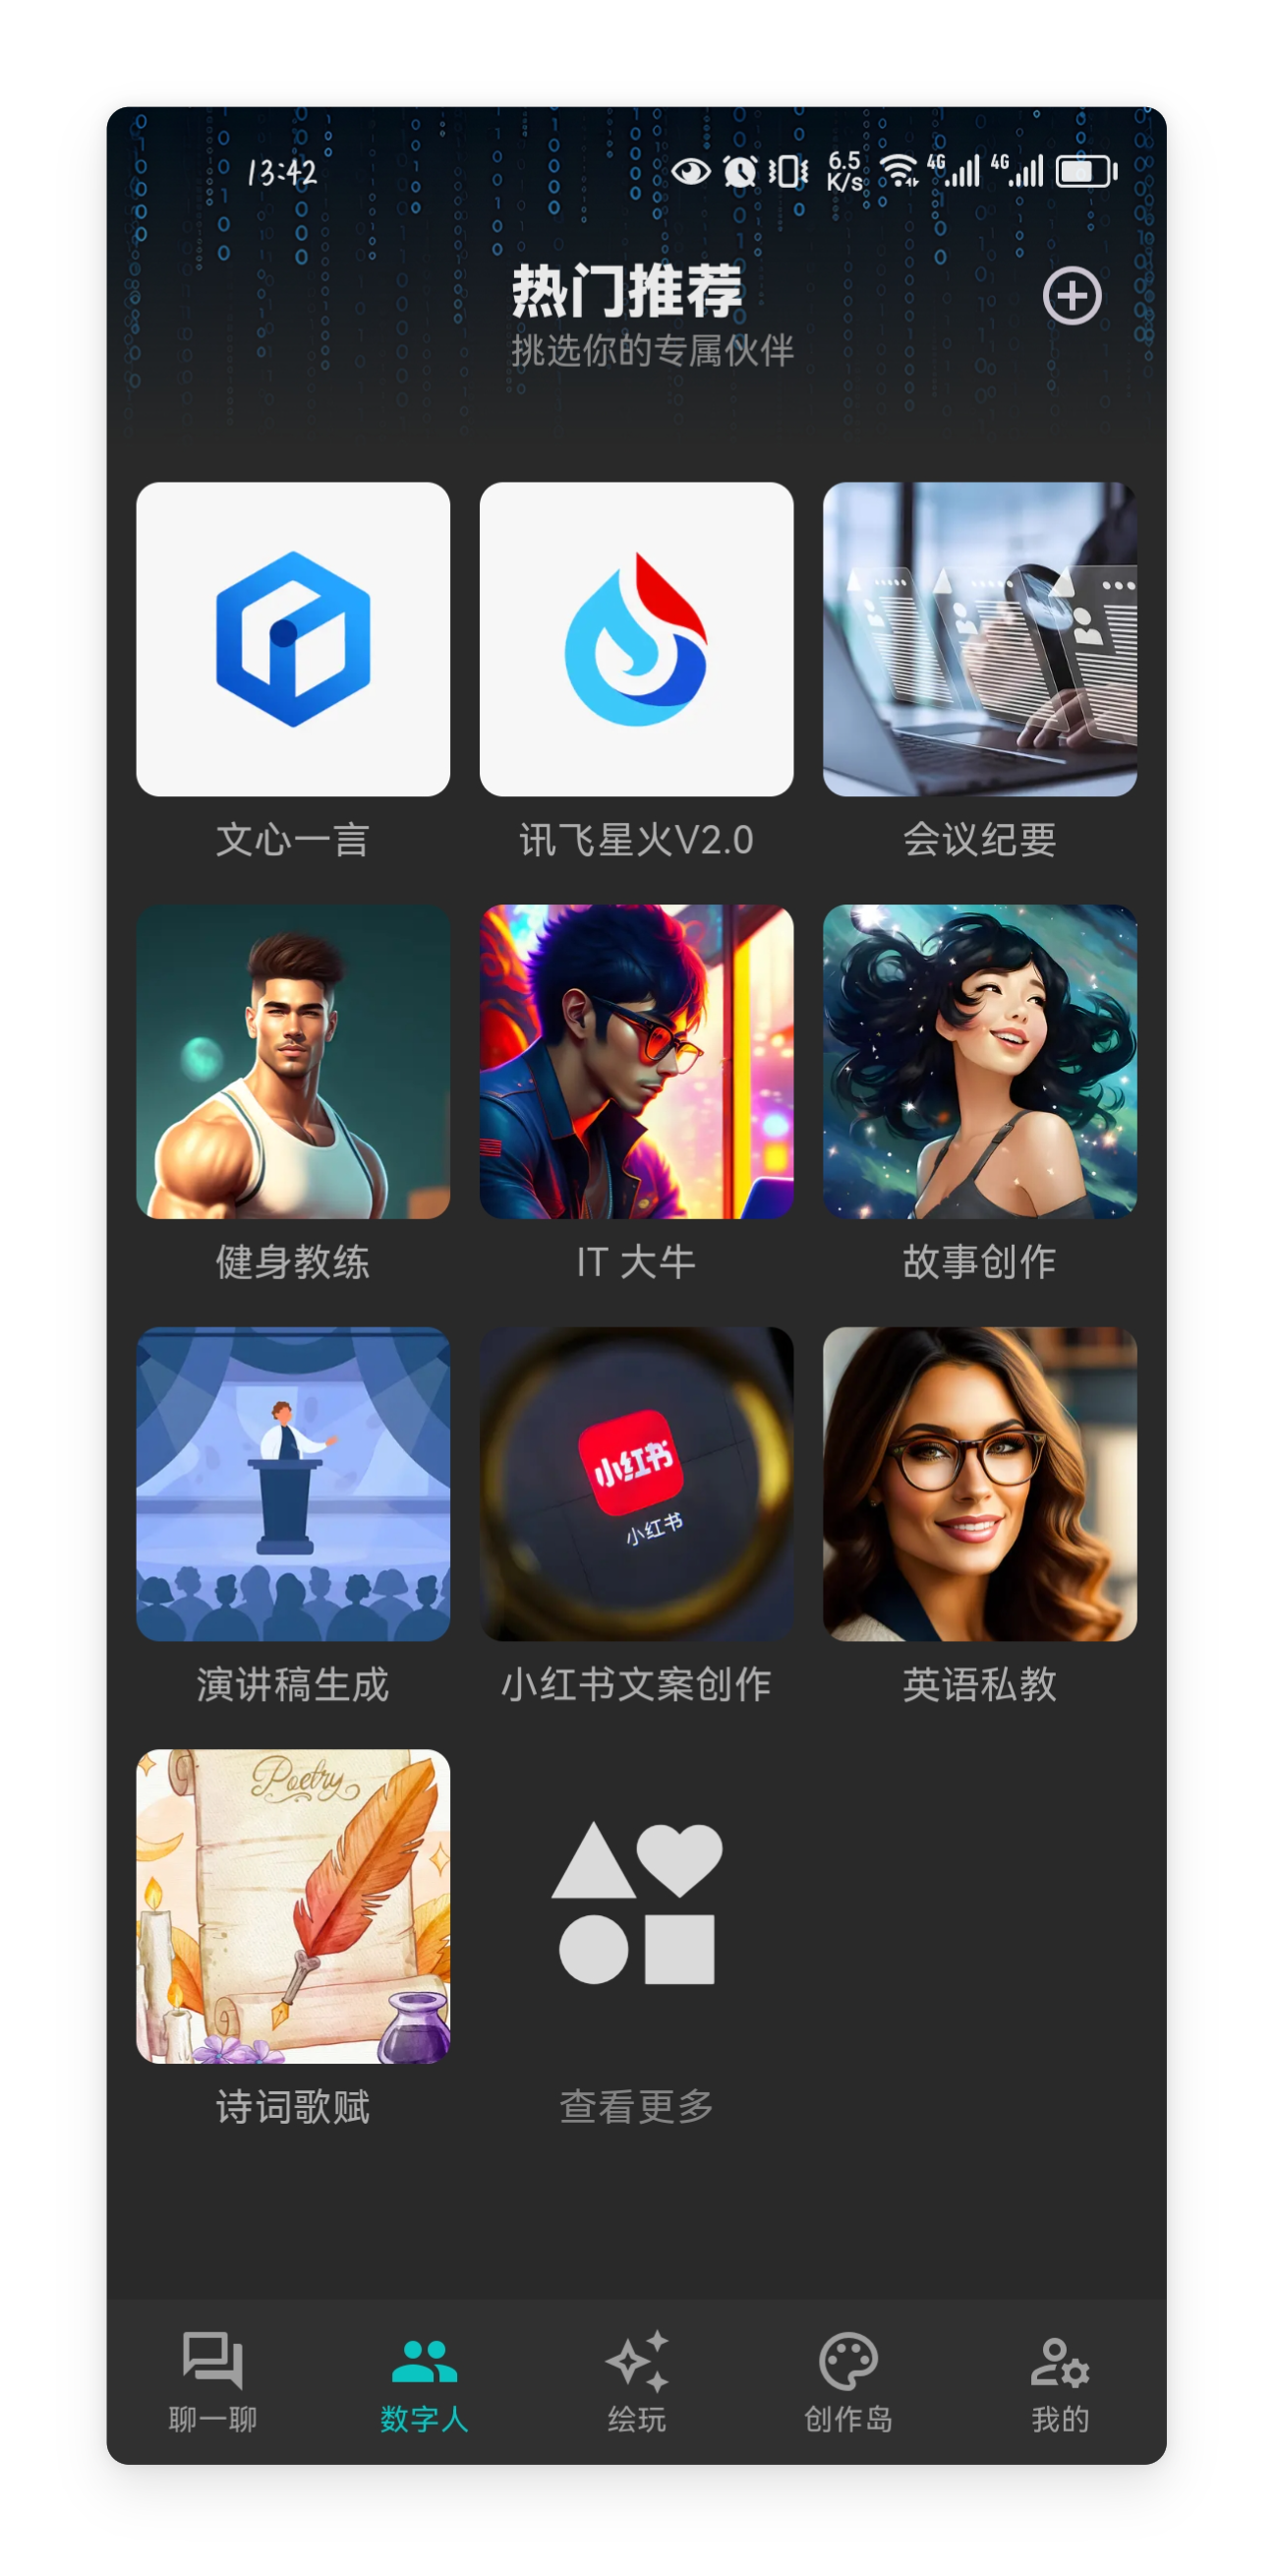 13:42
6.5
K/s
4G
4G
热门推荐
挑选你的专属伙伴
文心一言
讯飞星火V2.0
会议纪要
健身教练
IT 大牛
故事创作
小红书
小红书
演讲稿生成
小红书文案创作
英语私教
Poetry
诗词歌赋
查看更多
聊一聊
数字人
绘玩
创作岛
我的